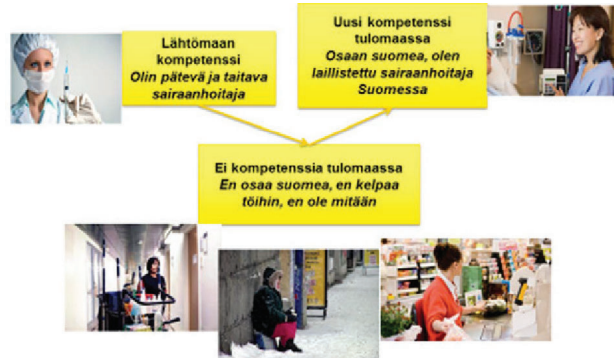 Lähtömaan
kompetenssi
Olin pätevä ja taitava
sairaanhoitaja
Uusi kompetenssi
tulomaassa
Osaan suomea, olen
laillistettu sairaanhoitaja
Suomessa
Ei kompetenssia tulomaassa
En osaa suomea, en kelpaa
töihin, en ole mitään